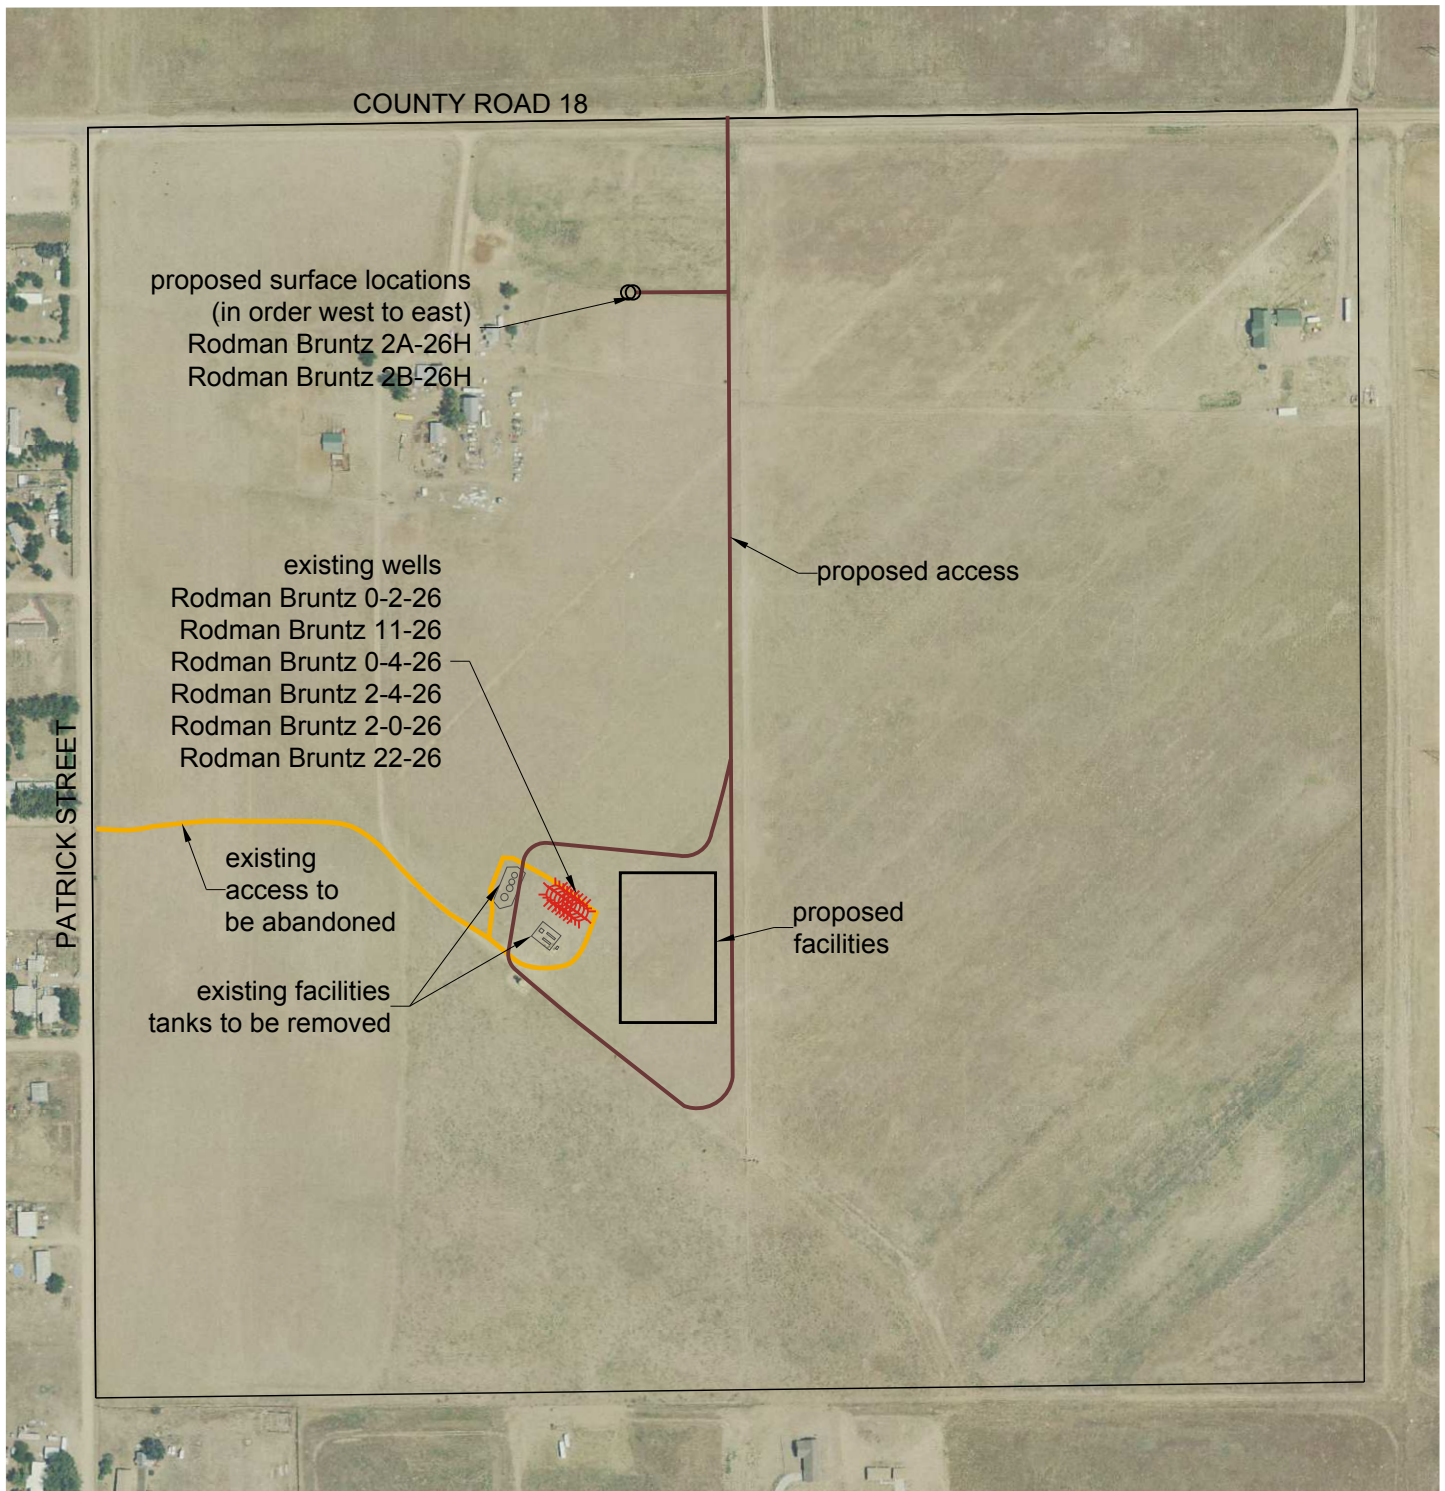 COUNTY ROAD 18
proposed surface locations
(in order west to east)
Rodman Bruntz 2A-26H
Rodman Bruntz 2B-26H
existing wells
Rodman Bruntz 0-2-26
Rodman Bruntz 11-26
Rodman Bruntz 0-4-26
Rodman Bruntz 2-4-26
Rodman Bruntz 2-0-26
Rodman Bruntz 22-26
proposed access
PATRICK STREET
existing
access to
be abandoned
proposed
facilities
existing facilities
tanks to be removed